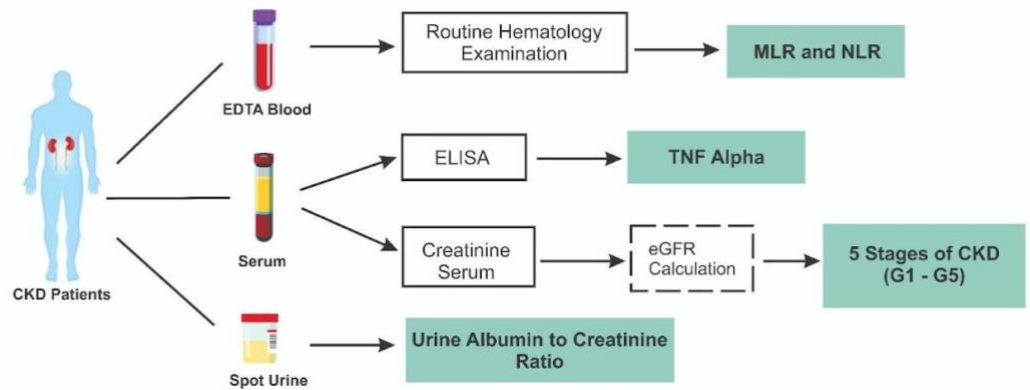 Routine Hematology
Examination
MLR and NLR
EDTA Blood
ELISA
TNF Alpha
Serum
Creatinine
Serum
eGFR
Calculation
5 Stages of CKD
(G1 - G5)
CKD Patients
Urine Albumin to Creatinine
Ratio
Spot Urine